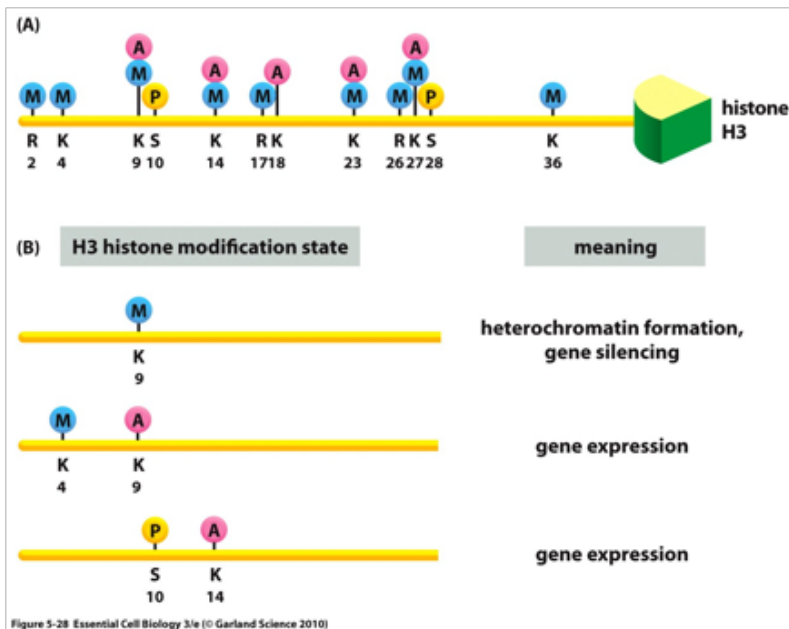 (A)
A A A A A
M M M P M M M M P M
R K K S K R K K R K S K
2 4 9 10 14 17 18 23 26 27 28 36
histone
H3
(B)
H3 histone modification state meaning
M
K
9
heterochromatin formation,
gene silencing
M A
K K
4 9
gene expression
P A
S K
10 14
gene expression
Figure 5-28 Essential Cell Biology 3/e (© Garland Science 2010)